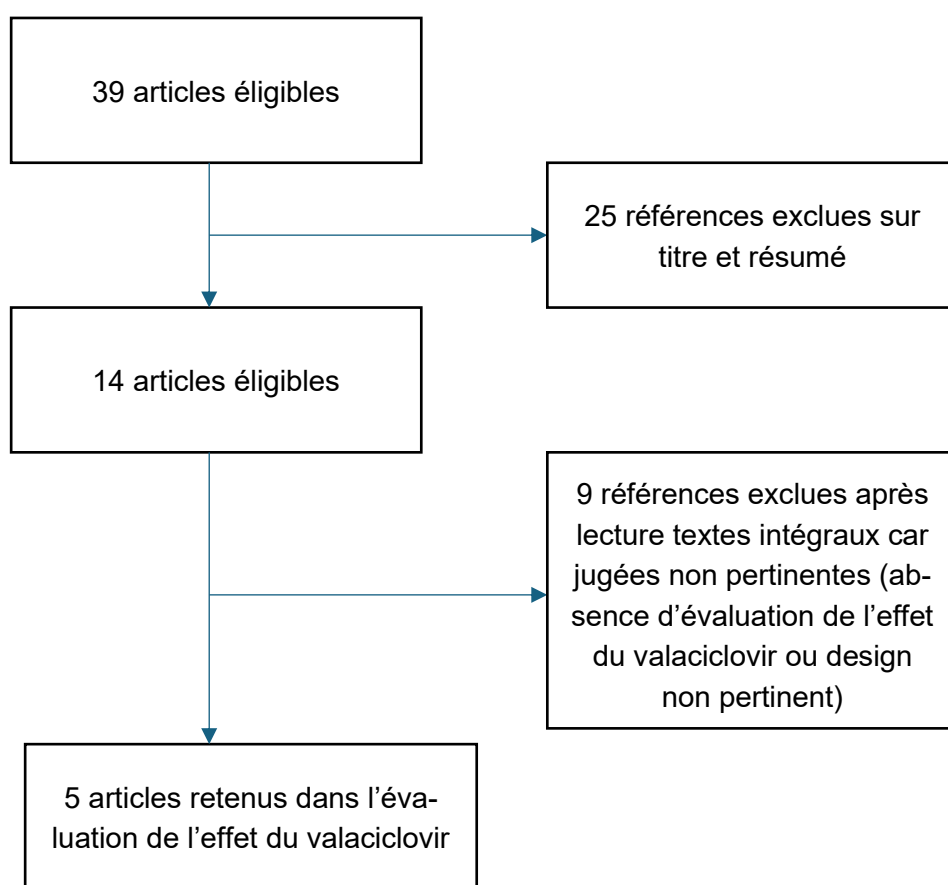 39 articles éligibles
25 références exclues sur
titre et résumé
14 articles éligibles
9 références exclues après
lecture textes intégraux car
jugées non pertinentes (ab-
sence d’évaluation de l’effet
du valaciclovir ou design
non pertinent)
5 articles retenus dans l’éva-
luation de l’effet du valaciclovir